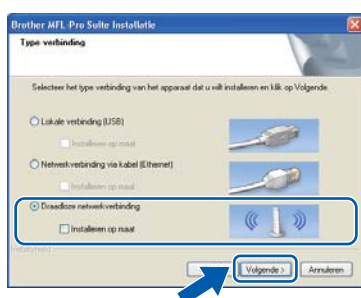 Brother MFL-Pro Suite Installatie
Type verbinding
Selecteer het type verbinding van het apparaat dat u wilt installeren en klik op Volgende.
Lokale verbinding (USB)
Installeren op maat
Netwerkverbinding via kabel (Ethernet)
Installeren op maat
Draadloze netwerkverbinding
Installeren op maat
InstallShield
Volgende >
Annuleren